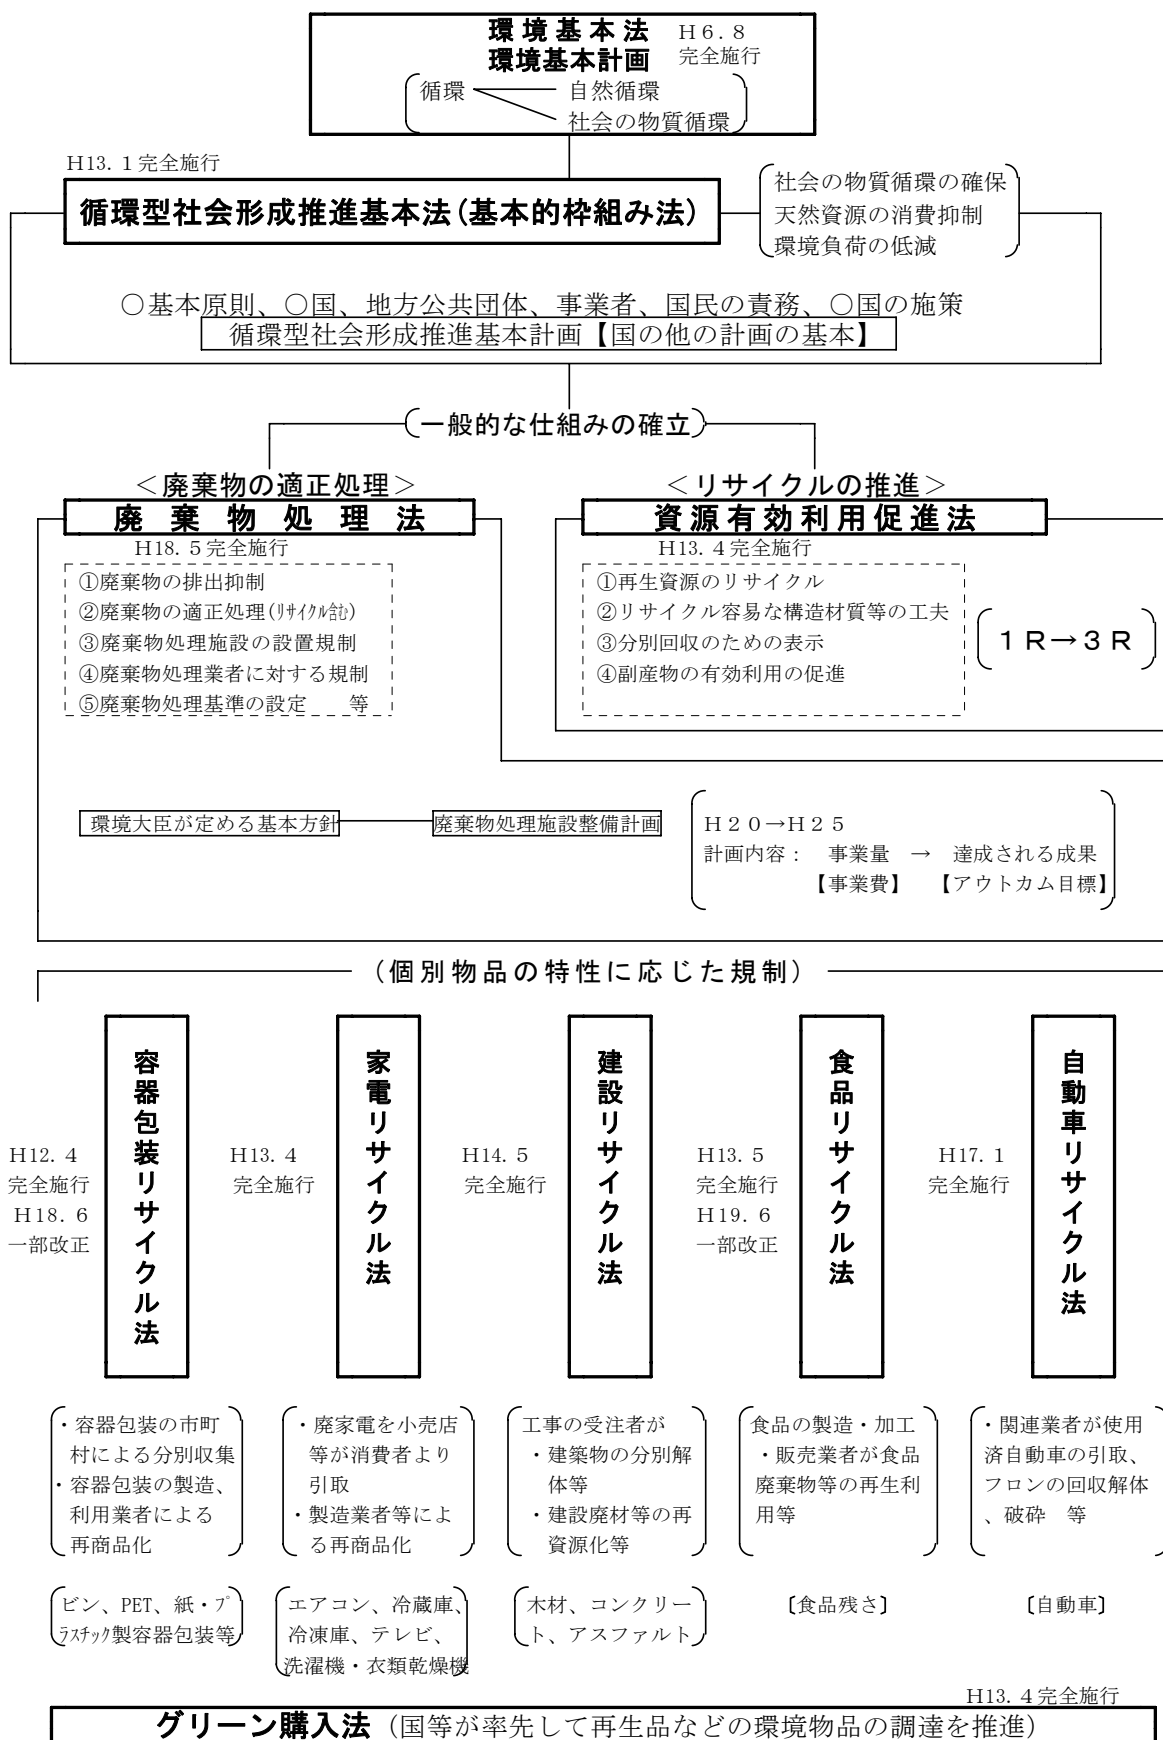 環境基本法 H6.8
環境基本計画 完全施行
循環 自然循環
社会の物質循環
H13.1完全施行
循環型社会形成推進基本法(基本的枠組み法)
社会の物質循環の確保
天然資源の消費抑制
環境負荷の低減
○基本原則、○国、地方公共団体、事業者、国民の責務、○国の施策
循環型社会形成推進基本計画【国の他の計画の基本】
一般的な仕組みの確立
<廃棄物の適正処理>
廃棄物処理法
H18.5完全施行
①廃棄物の排出抑制
②廃棄物の適正処理(ﾘｻｲｸﾙ含む)
③廃棄物処理施設の設置規制
④廃棄物処理業者に対する規制
⑤廃棄物処理基準の設定 等
<リサイクルの推進>
資源有効利用促進法
H13.4完全施行
①再生資源のリサイクル
②リサイクル容易な構造材質等の工夫
③分別回収のための表示
④副産物の有効利用の促進
1R→3R
環境大臣が定める基本方針
廃棄物処理施設整備計画
H20→H25
計画内容： 事業量 → 達成される成果
【事業費】 【アウトカム目標】
(個別物品の特性に応じた規制)
容器包装リサイクル法
H12.4
完全施行
H18.6
一部改正
家電リサイクル法
H13.4
完全施行
建設リサイクル法
H14.5
完全施行
食品リサイクル法
H13.5
完全施行
H19.6
一部改正
自動車リサイクル法
H17.1
完全施行
・容器包装の市町
村による分別収集
・容器包装の製造、
利用業者による
再商品化
・廃家電を小売店
等が消費者より
引取
・製造業者等によ
る再商品化
工事の受注者が
・建築物の分別解
体等
・建設廃材等の再
資源化等
食品の製造・加工
・販売業者が食品
廃棄物等の再生利
用等
・関連業者が使用
済自動車の引取、
フロンの回収解体
、破砕 等
ビン、PET、紙・ﾌﾟ
ﾗｽﾁｯｸ製容器包装等
エアコン、冷蔵庫、
冷凍庫、テレビ、
洗濯機・衣類乾燥機
木材、コンクリー
ト、アスファルト
〔食品残さ〕
〔自動車〕
H13.4完全施行
グリーン購入法 (国等が率先して再生品などの環境物品の調達を推進)